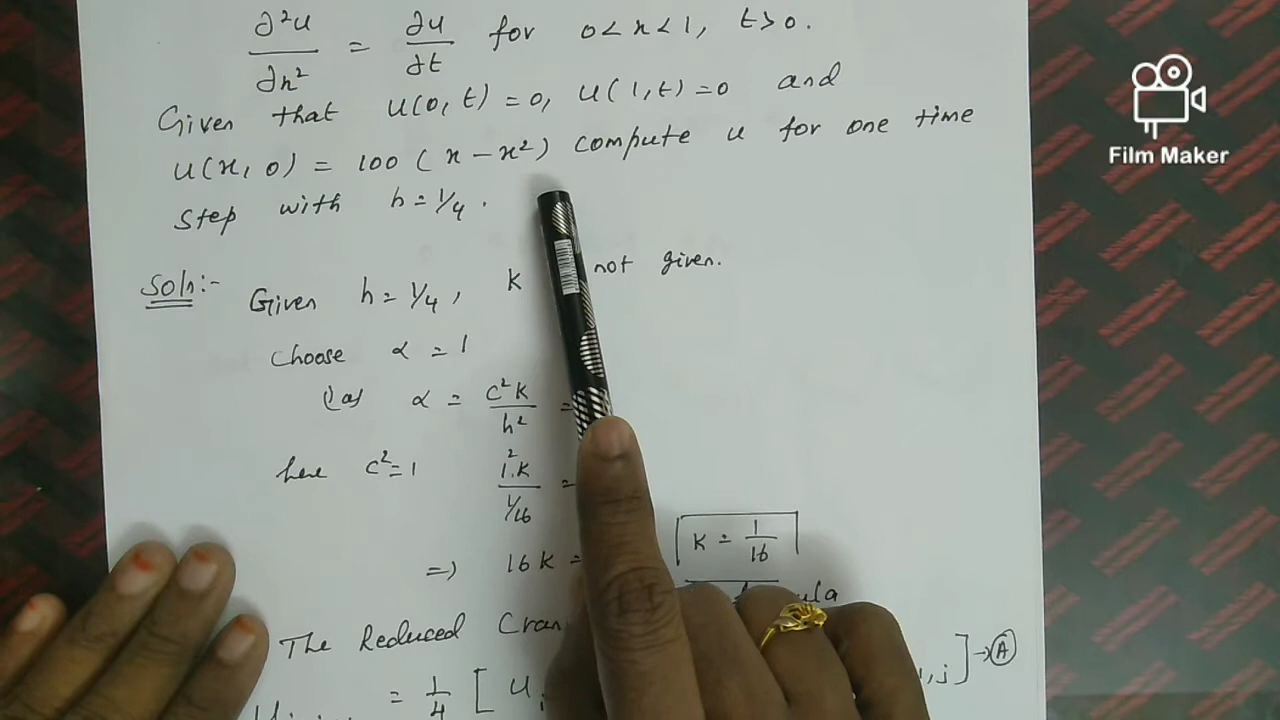 ∂²u/∂x² = ∂u/∂t for 0<x<1, t>0.
Given that u(0,t)=0, u(1,t)=0 and
u(x,0) = 100(x-x²) compute u for one time
step with h=1/4.
Soln:- Given h=1/4, k not given.
Choose α = 1
(as α = c²k/h² =
here c²=1 1².k/(1/16) =
=) 16k = k = 1/16
The Reduced
= 1/4 [ u →Ⓐ
Film Maker